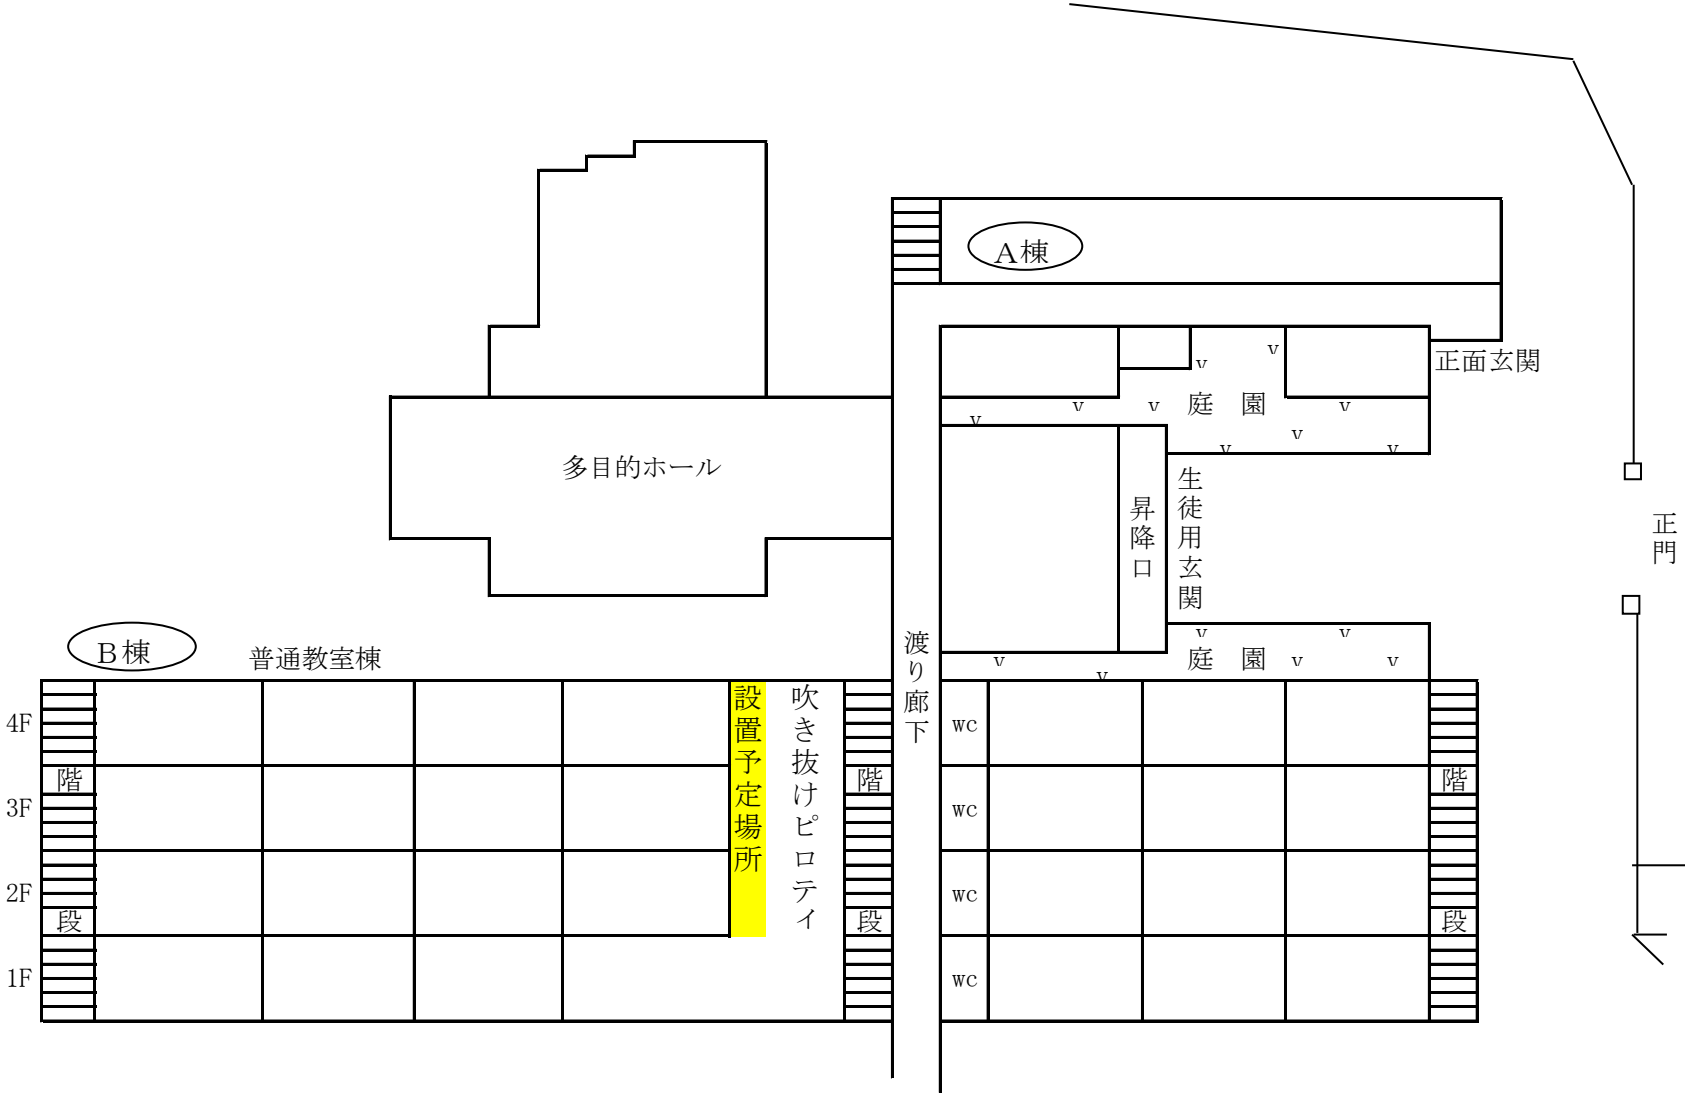 A棟
正面玄関
v
v
庭 園
v
v
v
v
v
v
v
多目的ホール
昇降口
生徒用玄関
正門
B棟
普通教室棟
渡り廊下
v
v
庭 園
v
v
v
v
設置予定場所
吹き抜けピロテイ
4F
階
階
wc
階
3F
wc
2F
段
段
wc
段
1F
wc